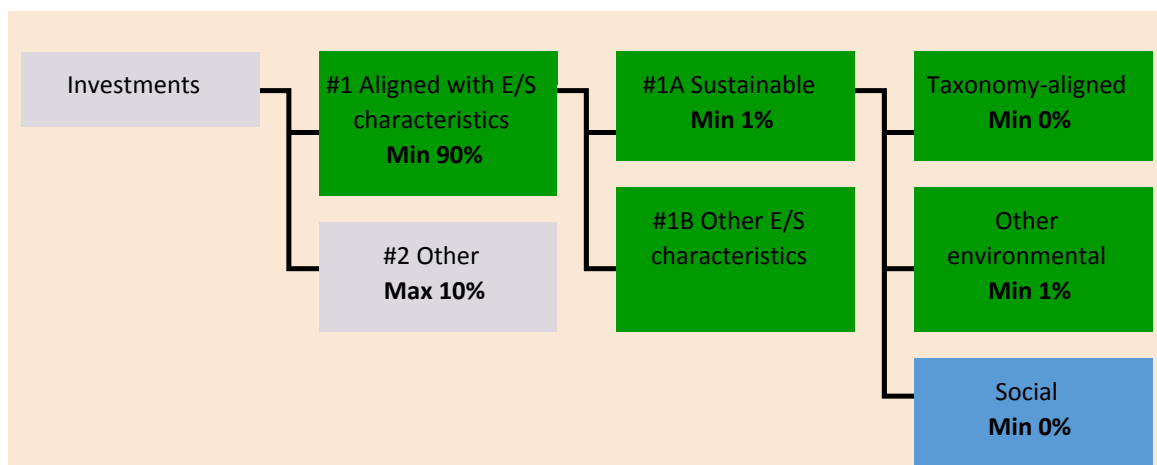 Investments
#1 Aligned with E/S
characteristics
Min 90%
#2 Other
Max 10%
#1A Sustainable
Min 1%
#1B Other E/S
characteristics
Taxonomy-aligned
Min 0%
Other
environmental
Min 1%
Social
Min 0%